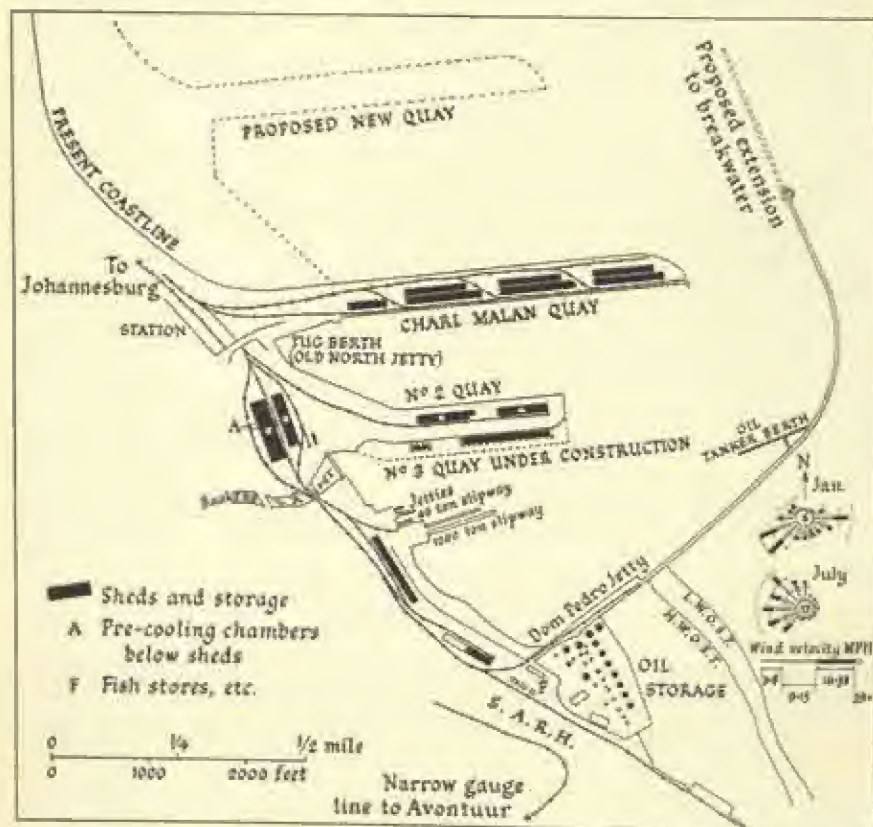 PROPOSED NEW QUAY
Proposed extension
to breakwater
PRESENT COASTLINE
To
Johannesburg
STATION
CHARL MALAN QUAY
TUG BERTH
(OLD NORTH JETTY)
Nº 2 QUAY
A
Nº 3 QUAY UNDER CONSTRUCTION
OIL
TANKER BERTH
N
Jan.
Jetties
40 ton slipway
1200 ton slipway
July
Dom Pedro Jetty
L.W.O.S.T.
H.W.O.S.T.
Wind velocity MPH
OIL
STORAGE
S.A.R.H.
Sheds and storage
A Pre-cooling chambers
below sheds
F Fish stores, etc.
0 1/4 1/2 mile
0 1000 2000 feet
Narrow gauge
line to Avontuur